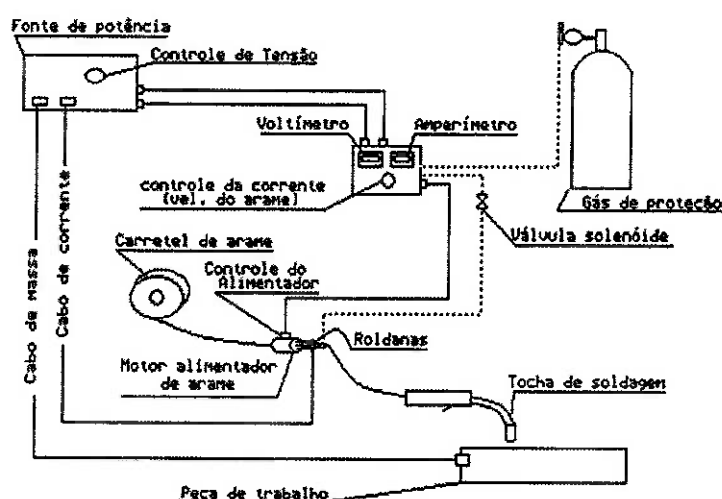 Fonte de potência
Controle de Tensão
Voltímetro
Amperímetro
controle da corrente
(vel. do arame)
Gás de proteção
Válvula solenóide
Carretel de arame
Controle do
Alimentador
Cabo de massa
Cabo de corrente
Roldanas
Motor alimentador
de arame
Tocha de soldagem
Peça de trabalho